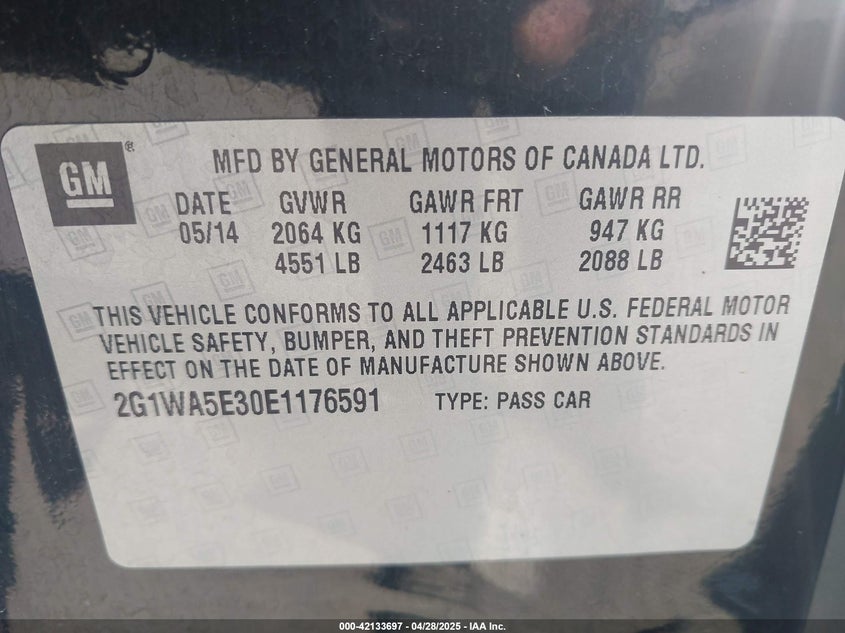 GM ®
MFD BY GENERAL MOTORS OF CANADA LTD.
DATE GVWR GAWR FRT GAWR RR
05/14 2064 KG 1117 KG 947 KG
4551 LB 2463 LB 2088 LB
THIS VEHICLE CONFORMS TO ALL APPLICABLE U.S. FEDERAL MOTOR
VEHICLE SAFETY, BUMPER, AND THEFT PREVENTION STANDARDS IN
EFFECT ON THE DATE OF MANUFACTURE SHOWN ABOVE.
2G1WA5E30E1176591 TYPE: PASS CAR
000-42133697 - 04/28/2025 - IAA Inc.